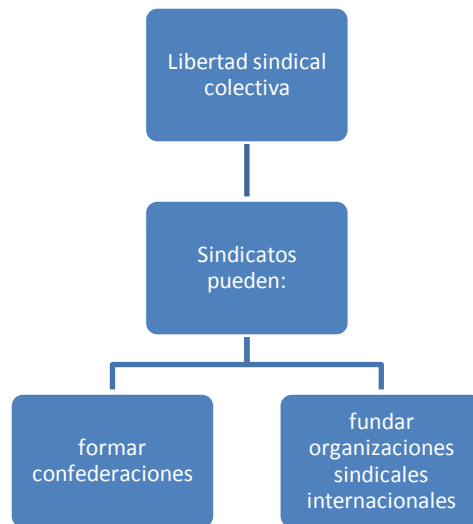 Libertad sindical
colectiva
Sindicatos
pueden:
formar
confederaciones
fundar
organizaciones
sindicales
internacionales